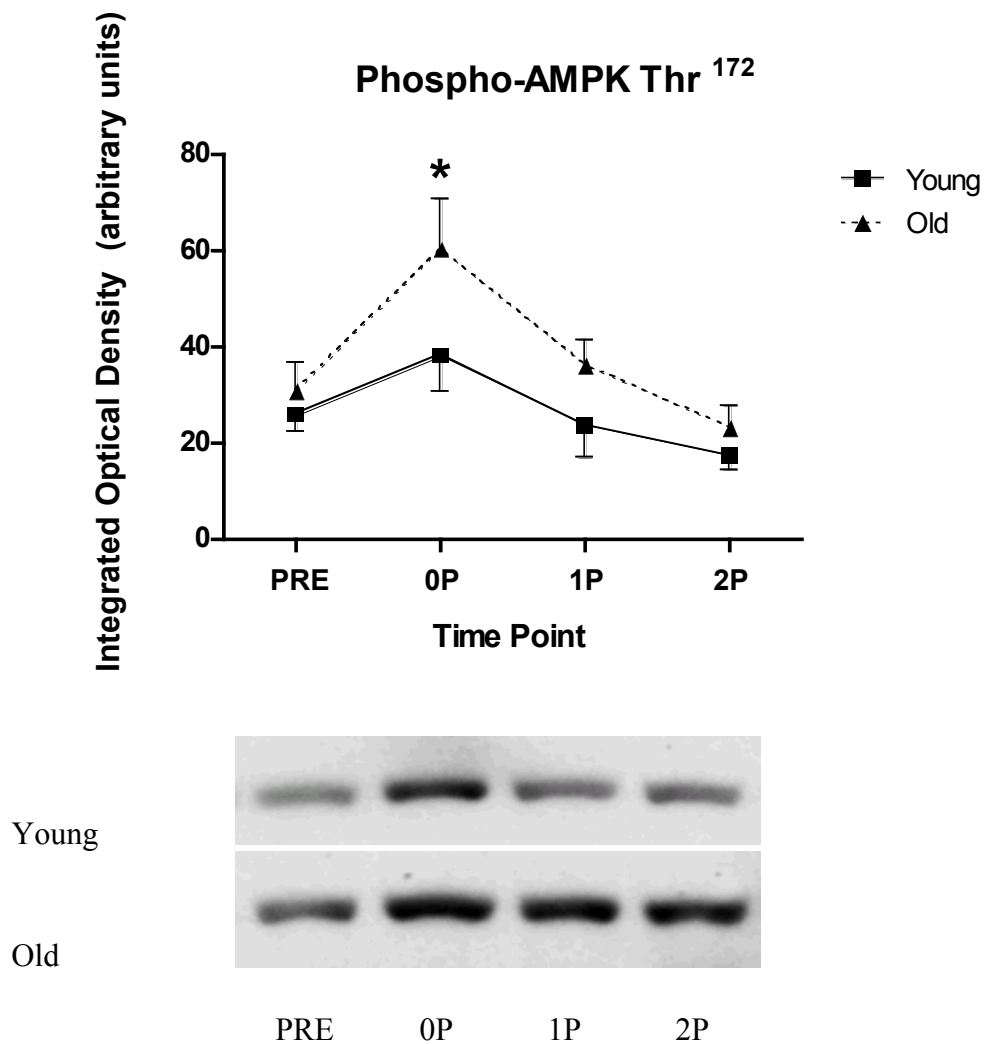 Phospho-AMPK Thr 172
Integrated Optical Density (arbitrary units)
80
60
40
20
0
*
Young
Old
PRE 0P 1P 2P
Time Point
Young
Old
PRE 0P 1P 2P